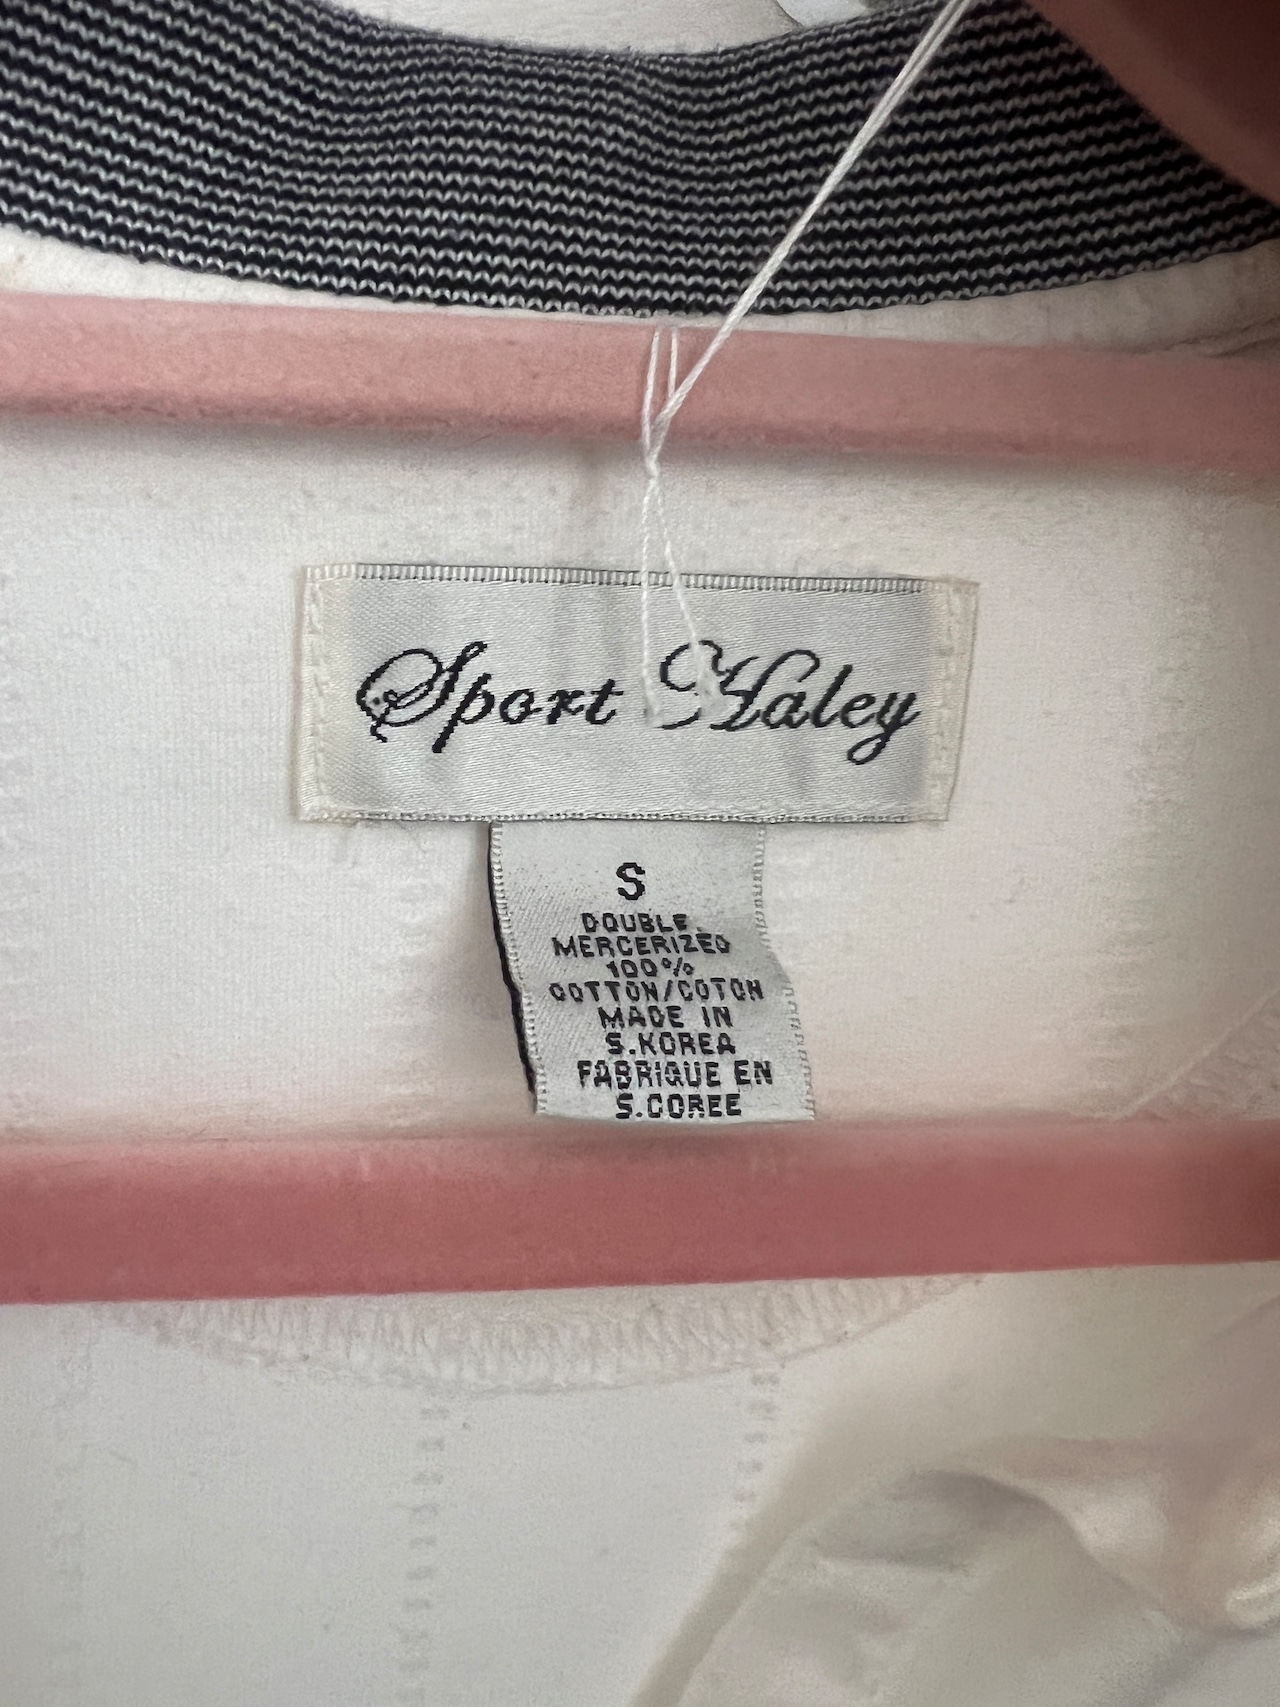 Sport Haley
S
DOUBLE
MERCERIZED
100%
COTTON/COTON
MADE IN
S.KOREA
FABRIQUE EN
S.COREE